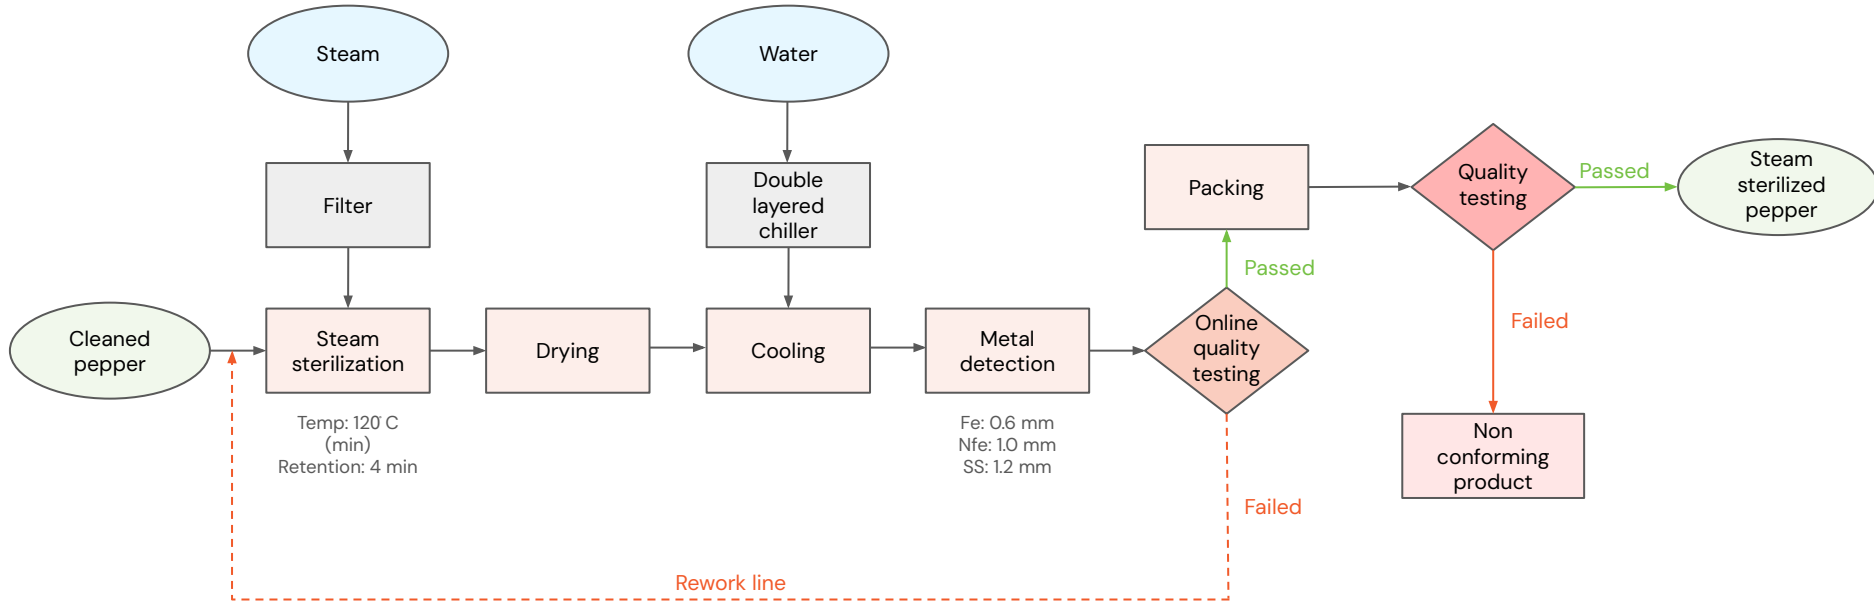 Steam
Water
Filter
Double
layered
chiller
Packing
Quality
testing
Passed
Steam
sterilized
pepper
Passed
Cleaned
pepper
Steam
sterilization
Drying
Cooling
Metal
detection
Online
quality
testing
Failed
Temp: 120° C
(min)
Retention: 4 min
Fe: 0.6 mm
Nfe: 1.0 mm
SS: 1.2 mm
Non
conforming
product
Failed
Rework line